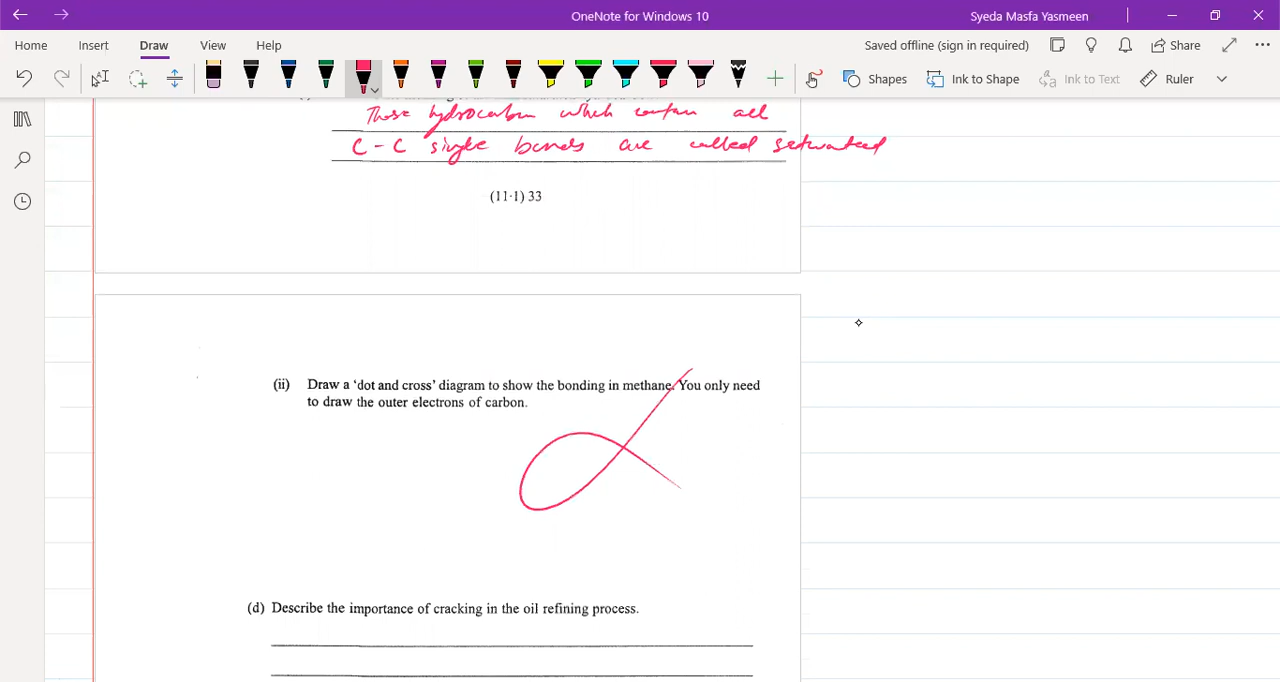 OneNote for Windows 10
Syeda Masfa Yasmeen
Home Insert Draw View Help
Saved offline (sign in required) Share
Shapes Ink to Shape Ink to Text Ruler
Those hydrocarbon which contain all
C - C single bonds are called saturated
(11·1) 33
(ii) Draw a ‘dot and cross’ diagram to show the bonding in methane. You only need
to draw the outer electrons of carbon.
(d) Describe the importance of cracking in the oil refining process.